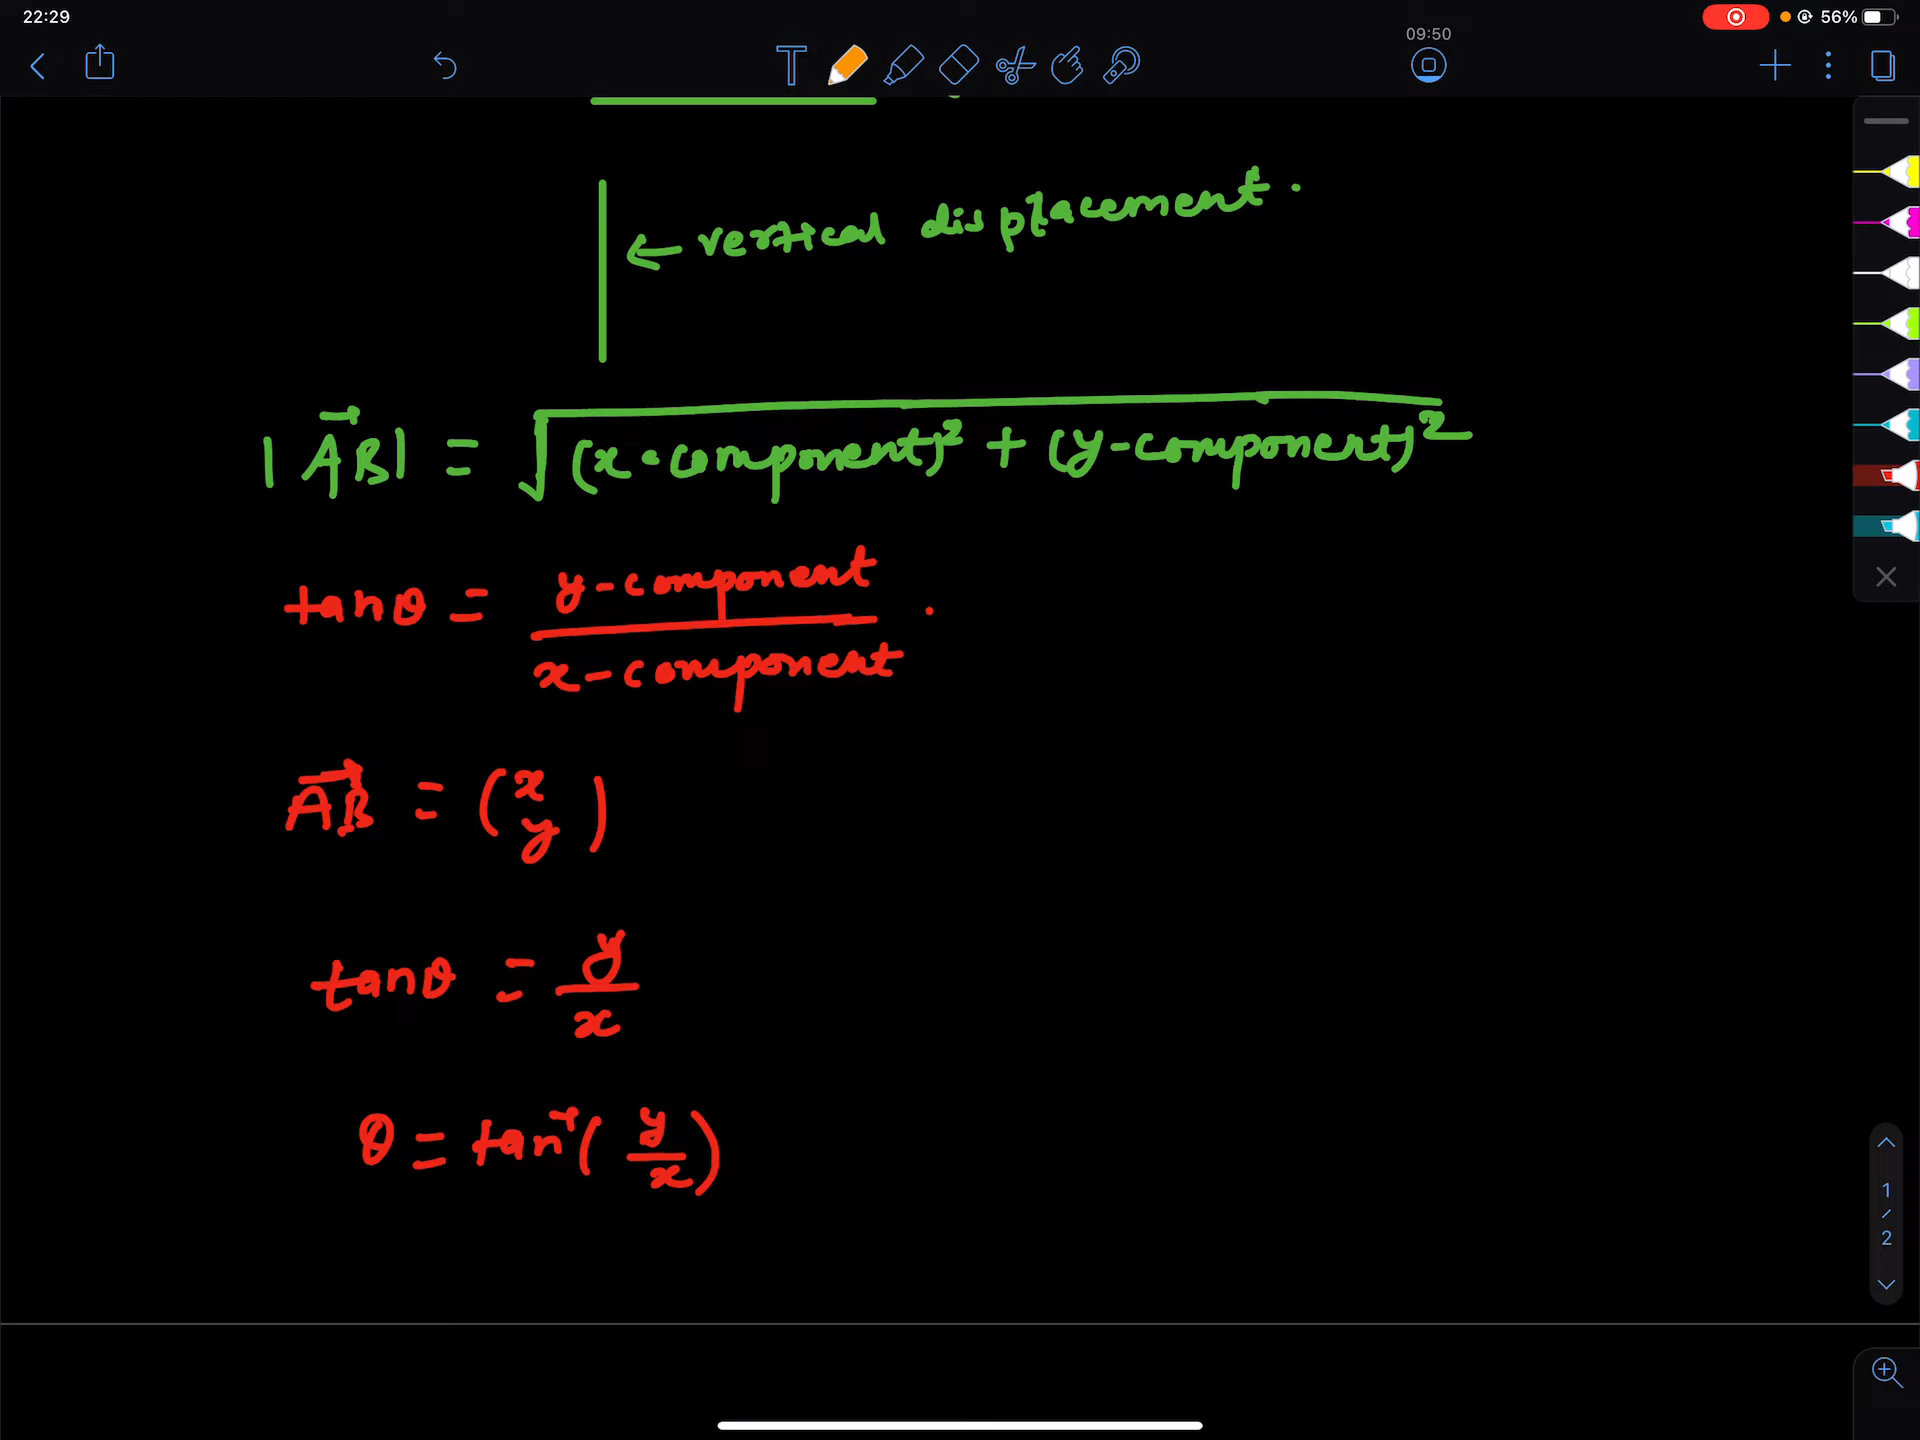 22:29
56%
09:50
T
← vertical displacement.
|AB→| = √(x-component)² + (y-component)²
tanθ = y-component / x-component .
AB→ = (x y)
tanθ = y/x
θ = tan⁻¹(y/x)
1
/
2